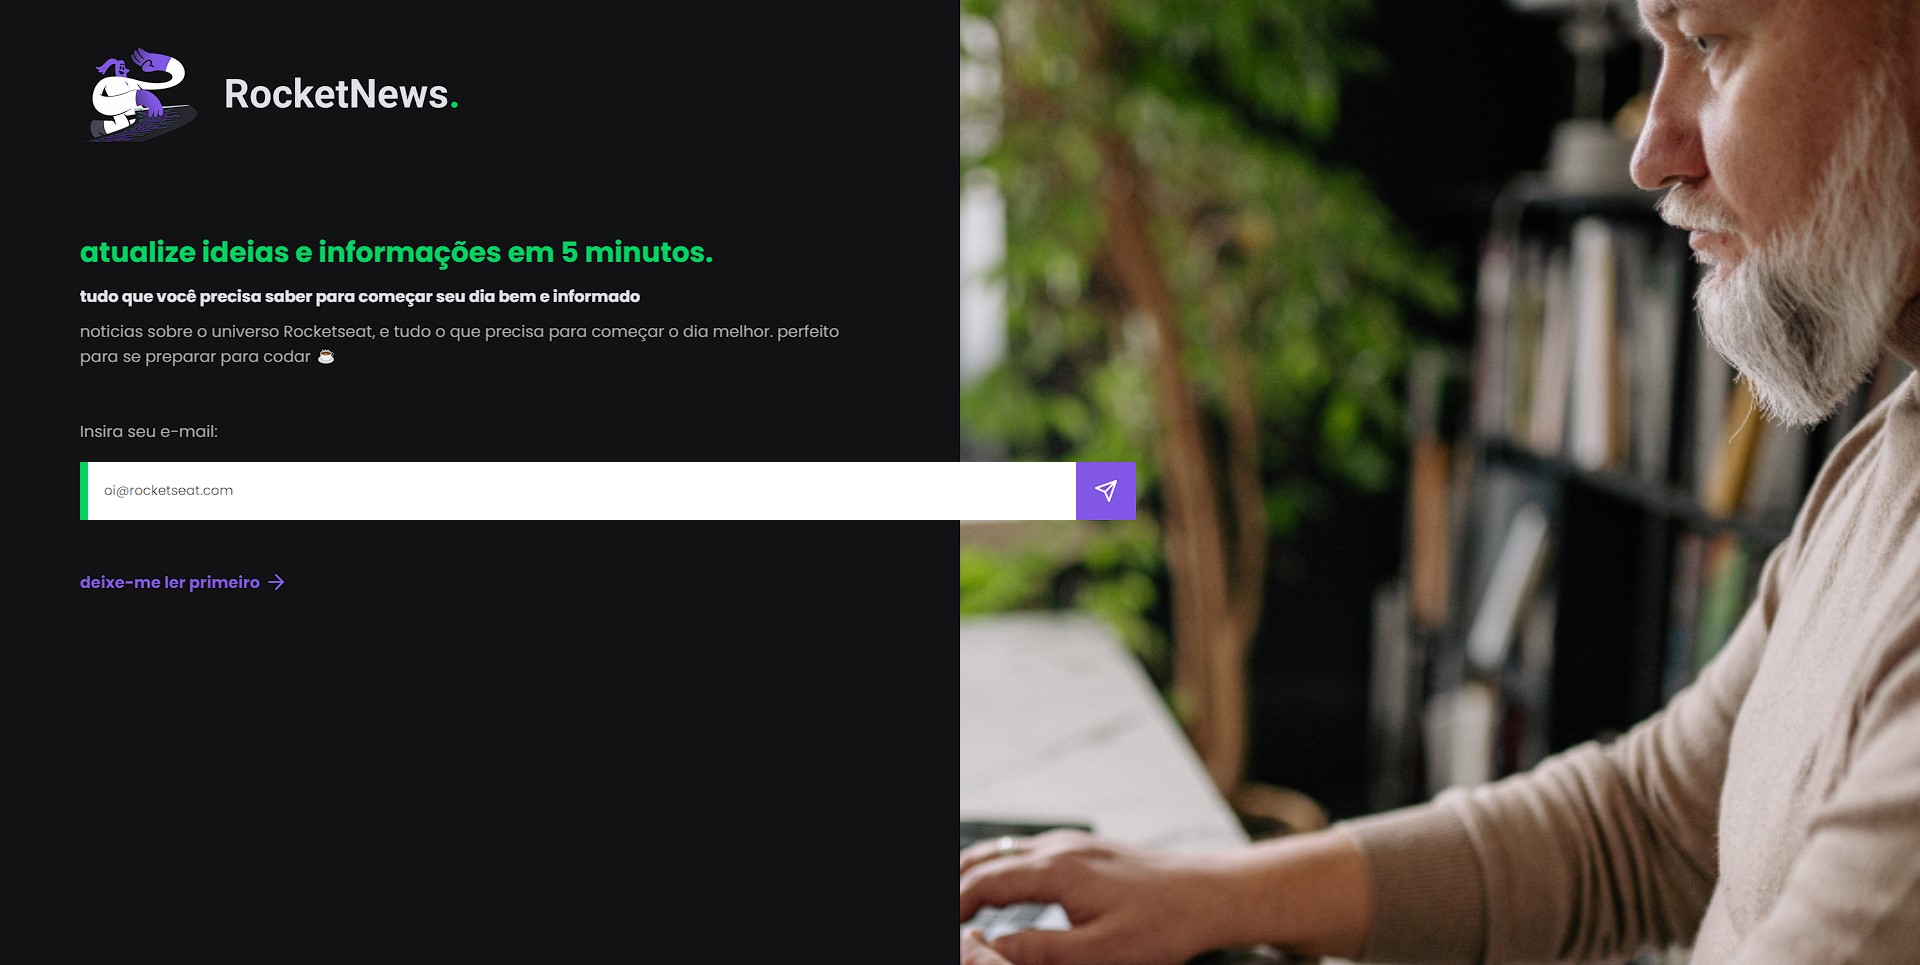 RocketNews.
atualize ideias e informações em 5 minutos.
tudo que você precisa saber para começar seu dia bem e informado
noticias sobre o universo Rocketseat, e tudo o que precisa para começar o dia melhor. perfeito
para se preparar para codar ☕
Insira seu e-mail:
oi@rocketseat.com
deixe-me ler primeiro →